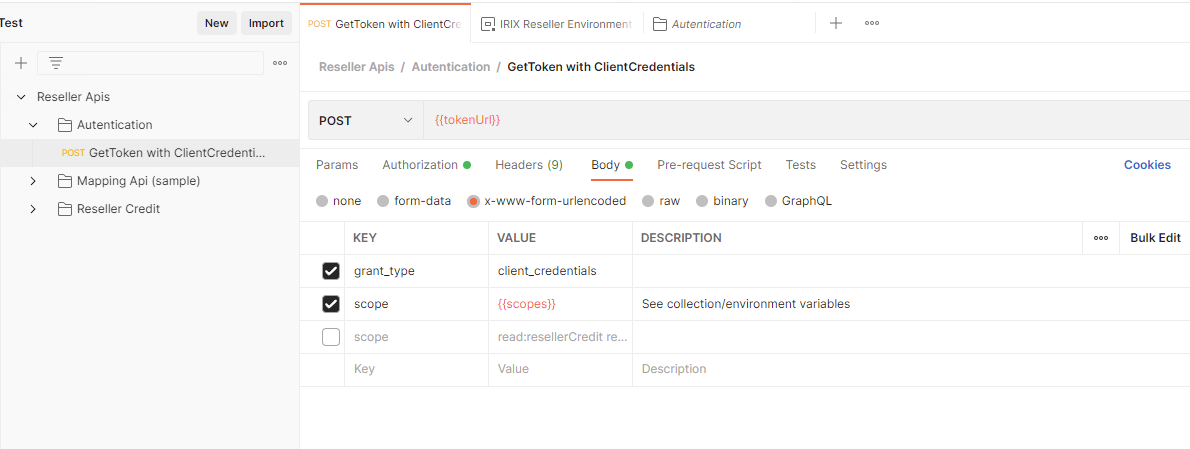 Test
New
Import
POST GetToken with ClientCre
IRIX Reseller Environment
Autentication
Reseller Apis / Autentication / GetToken with ClientCredentials
Reseller Apis
Autentication
POST GetToken with ClientCredenti...
Mapping Api (sample)
Reseller Credit
POST
{{tokenUrl}}
Params Authorization Headers (9) Body Pre-request Script Tests Settings Cookies
none form-data x-www-form-urlencoded raw binary GraphQL
KEY VALUE DESCRIPTION Bulk Edit
grant_type client_credentials
scope {{scopes}} See collection/environment variables
scope read:resellerCredit re...
Key Value Description